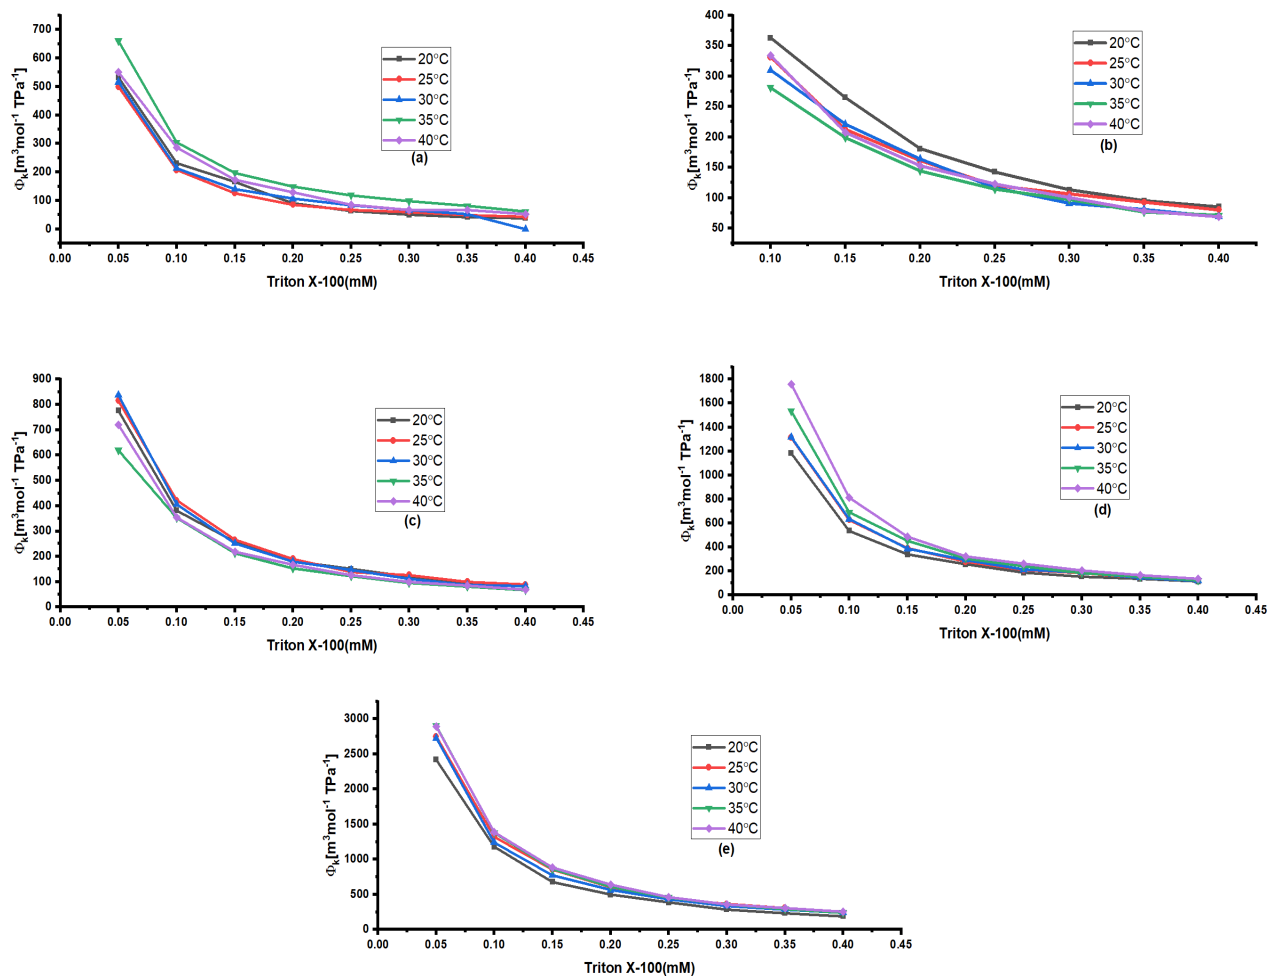 Φk[m³mol⁻¹ TPa⁻¹]
700
600
500
400
300
200
100
0
0.00 0.05 0.10 0.15 0.20 0.25 0.30 0.35 0.40 0.45
Triton X-100(mM)
20°C
25°C
30°C
35°C
40°C
(a)
Φk[m³mol⁻¹ TPa⁻¹]
400
350
300
250
200
150
100
50
0.10 0.15 0.20 0.25 0.30 0.35 0.40
Triton X-100(mM)
20°C
25°C
30°C
35°C
40°C
(b)
Φk[m³mol⁻¹ TPa⁻¹]
900
800
700
600
500
400
300
200
100
0
0.00 0.05 0.10 0.15 0.20 0.25 0.30 0.35 0.40 0.45
Triton X-100(mM)
20°C
25°C
30°C
35°C
40°C
(c)
Φk[m³mol⁻¹ TPa⁻¹]
1800
1600
1400
1200
1000
800
600
400
200
0
0.00 0.05 0.10 0.15 0.20 0.25 0.30 0.35 0.40 0.45
Triton X-100(mM)
20°C
25°C
30°C
35°C
40°C
(d)
Φk[m³mol⁻¹ TPa⁻¹]
3000
2500
2000
1500
1000
500
0
0.00 0.05 0.10 0.15 0.20 0.25 0.30 0.35 0.40 0.45
Triton X-100(mM)
20°C
25°C
30°C
35°C
40°C
(e)